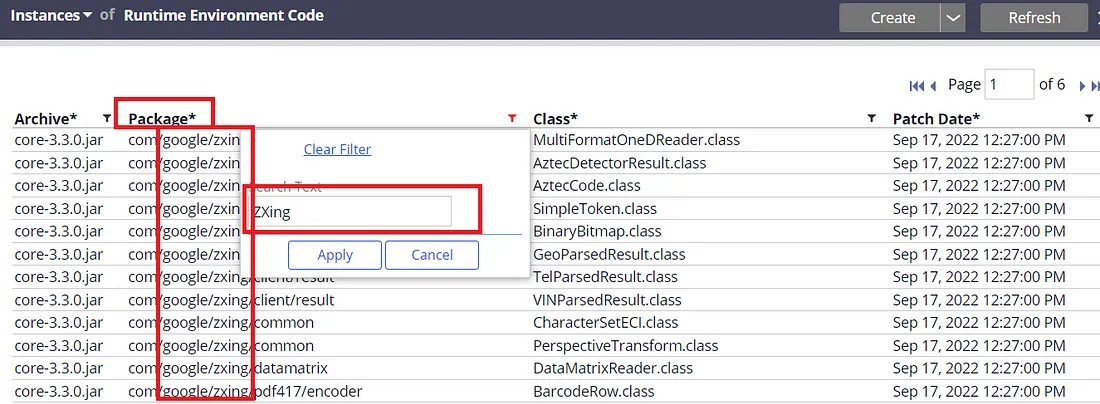 Instances of Runtime Environment Code Create Refresh
Page 1 of 6
Archive* Package* Class* Patch Date*
core-3.3.0.jar com/google/zxin MultiFormatOneDReader.class Sep 17, 2022 12:27:00 PM
Clear Filter
core-3.3.0.jar com/google/zxin AztecDetectorResult.class Sep 17, 2022 12:27:00 PM
core-3.3.0.jar com/google/zxin AztecCode.class Sep 17, 2022 12:27:00 PM
Search Text
core-3.3.0.jar com/google/zxin ZXing SimpleToken.class Sep 17, 2022 12:27:00 PM
core-3.3.0.jar com/google/zxin BinaryBitmap.class Sep 17, 2022 12:27:00 PM
core-3.3.0.jar com/google/zxin Apply Cancel GeoParsedResult.class Sep 17, 2022 12:27:00 PM
core-3.3.0.jar com/google/zxing/client/result TelParsedResult.class Sep 17, 2022 12:27:00 PM
core-3.3.0.jar com/google/zxing/client/result VINParsedResult.class Sep 17, 2022 12:27:00 PM
core-3.3.0.jar com/google/zxing/common CharacterSetECI.class Sep 17, 2022 12:27:00 PM
core-3.3.0.jar com/google/zxing/common PerspectiveTransform.class Sep 17, 2022 12:27:00 PM
core-3.3.0.jar com/google/zxing/datamatrix DataMatrixReader.class Sep 17, 2022 12:27:00 PM
core-3.3.0.jar com/google/zxing/pdf417/encoder BarcodeRow.class Sep 17, 2022 12:27:00 PM